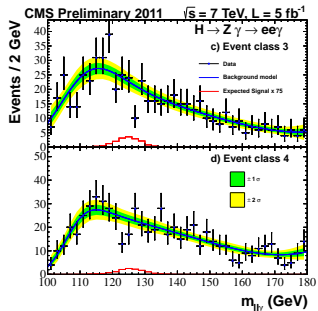 CMS Preliminary 2011 √s = 7 TeV, L = 5 fb⁻¹
H → Z γ → eeγ
c) Event class 3
Data
Background model
Expected Signal x 75
Events / 2 GeV
40
35
30
25
20
15
10
5
0
d) Event class 4
± 1 σ
± 2 σ
50
40
30
20
10
0
100 110 120 130 140 150 160 170 180
m_llγ (GeV)